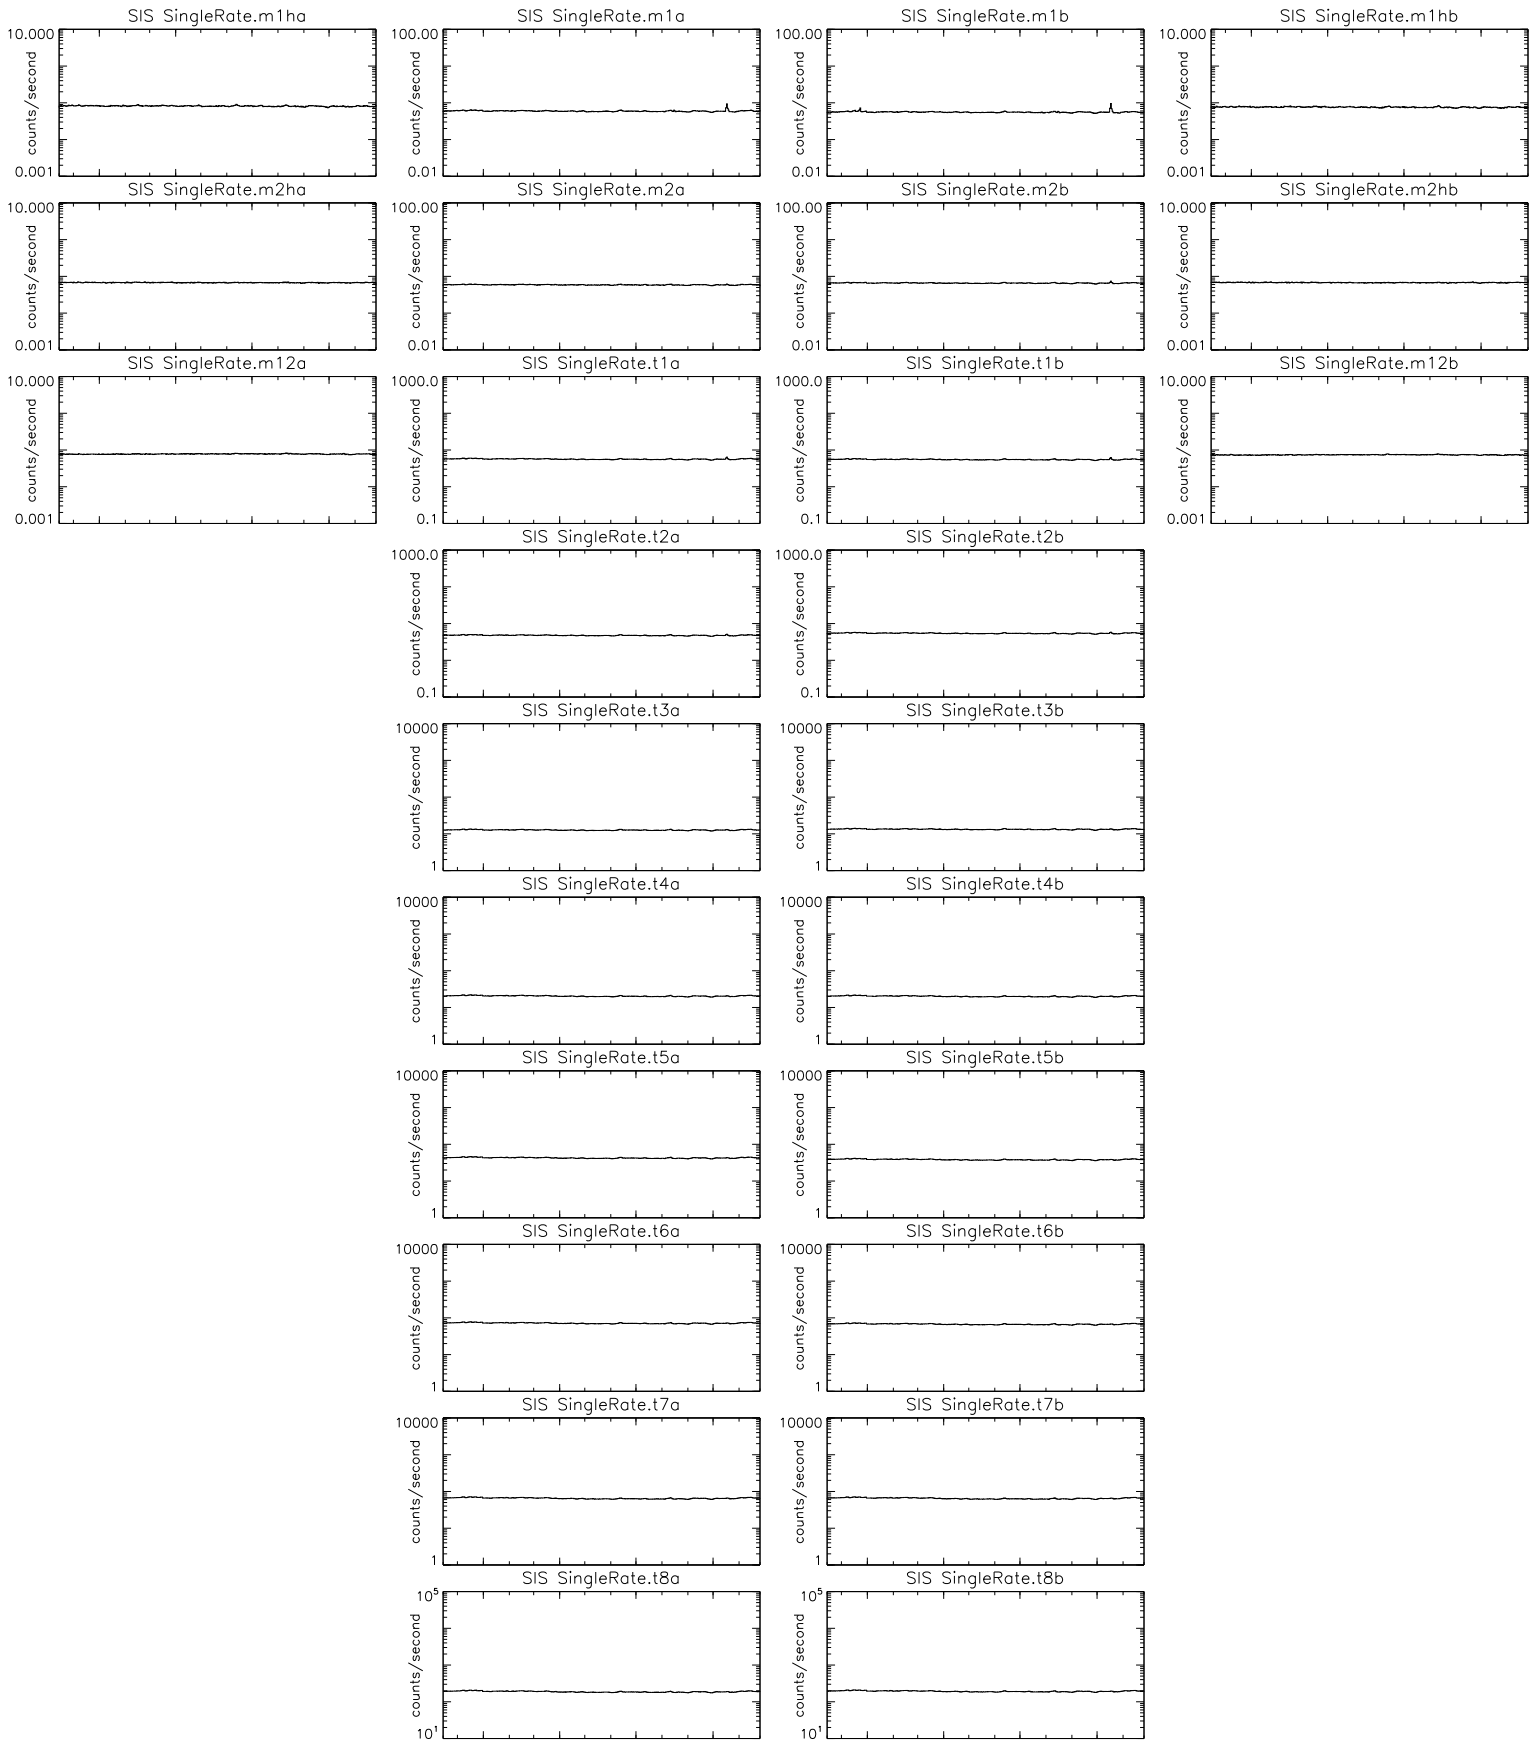 SIS SingleRate.m1ha
10.000
counts/second
0.001
SIS SingleRate.m1a
100.00
counts/second
0.01
SIS SingleRate.m1b
100.00
counts/second
0.01
SIS SingleRate.m1hb
10.000
counts/second
0.001
SIS SingleRate.m2ha
10.000
counts/second
0.001
SIS SingleRate.m2a
100.00
counts/second
0.01
SIS SingleRate.m2b
100.00
counts/second
0.01
SIS SingleRate.m2hb
10.000
counts/second
0.001
SIS SingleRate.m12a
10.000
counts/second
0.001
SIS SingleRate.t1a
1000.0
counts/second
0.1
SIS SingleRate.t1b
1000.0
counts/second
0.1
SIS SingleRate.m12b
10.000
counts/second
0.001
SIS SingleRate.t2a
1000.0
counts/second
0.1
SIS SingleRate.t2b
1000.0
counts/second
0.1
SIS SingleRate.t3a
10000
counts/second
1
SIS SingleRate.t3b
10000
counts/second
1
SIS SingleRate.t4a
10000
counts/second
1
SIS SingleRate.t4b
10000
counts/second
1
SIS SingleRate.t5a
10000
counts/second
1
SIS SingleRate.t5b
10000
counts/second
1
SIS SingleRate.t6a
10000
counts/second
1
SIS SingleRate.t6b
10000
counts/second
1
SIS SingleRate.t7a
10000
counts/second
1
SIS SingleRate.t7b
10000
counts/second
1
SIS SingleRate.t8a
10⁵
counts/second
10¹
SIS SingleRate.t8b
10⁵
counts/second
10¹